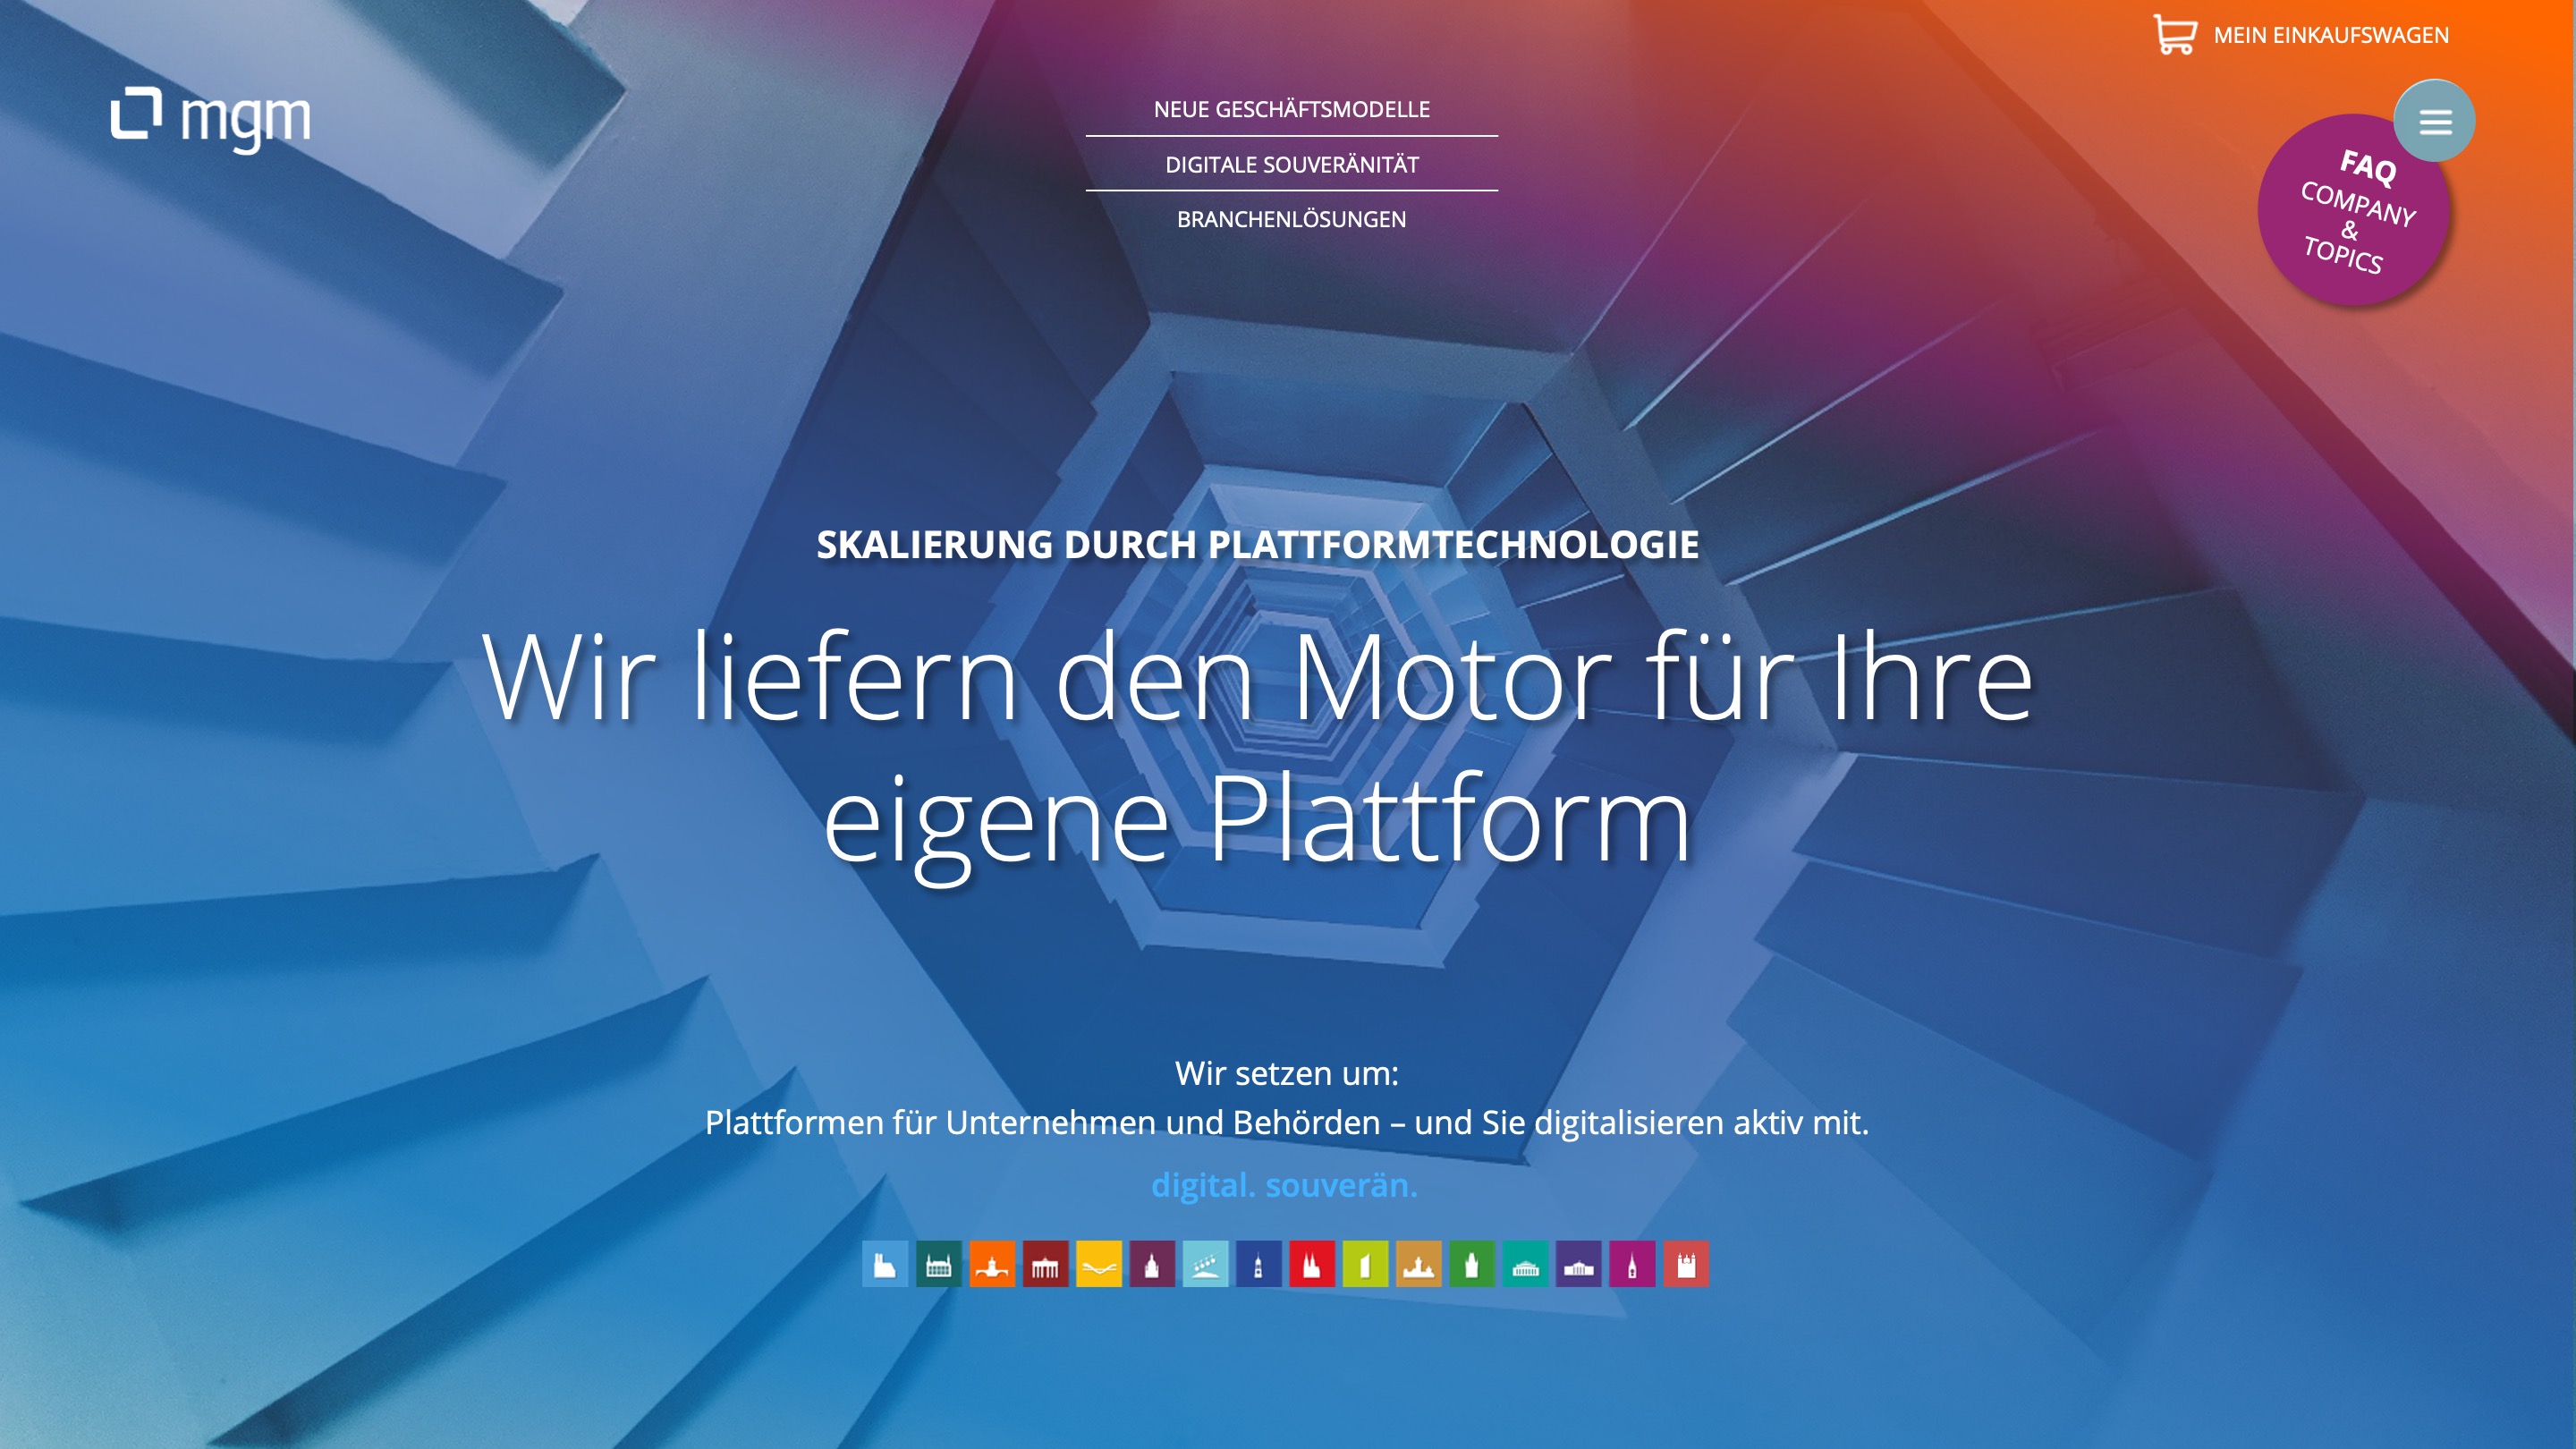 MEIN EINKAUFSWAGEN
mgm
NEUE GESCHÄFTSMODELLE
DIGITALE SOUVERÄNITÄT
BRANCHENLÖSUNGEN
FAQ
COMPANY
&
TOPICS
SKALIERUNG DURCH PLATTFORMTECHNOLOGIE
Wir liefern den Motor für Ihre
eigene Plattform
Wir setzen um:
Plattformen für Unternehmen und Behörden – und Sie digitalisieren aktiv mit.
digital. souverän.